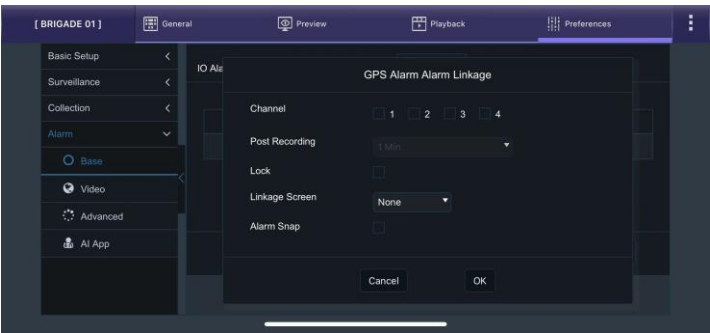 [ BRIGADE 01 ] General Preview Playback Preferences
Basic Setup
Surveillance
Collection
Alarm
Base
Video
Advanced
AI App
IO Ala
GPS Alarm Alarm Linkage
Channel 1 2 3 4
Post Recording 1 Min
Lock
Linkage Screen None
Alarm Snap
Cancel OK